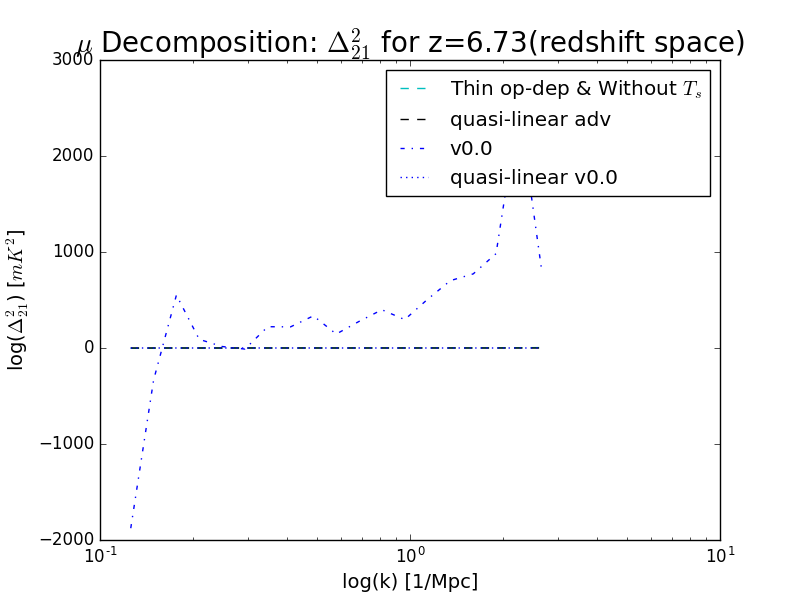 μ Decomposition: Δ²₂₁ for z=6.73(redshift space)
3000
2000
1000
0
−1000
−2000
log(Δ²₂₁) [mK²]
Thin op-dep & Without Tₛ
quasi-linear adv
v0.0
quasi-linear v0.0
10⁻¹
10⁰
10¹
log(k) [1/Mpc]